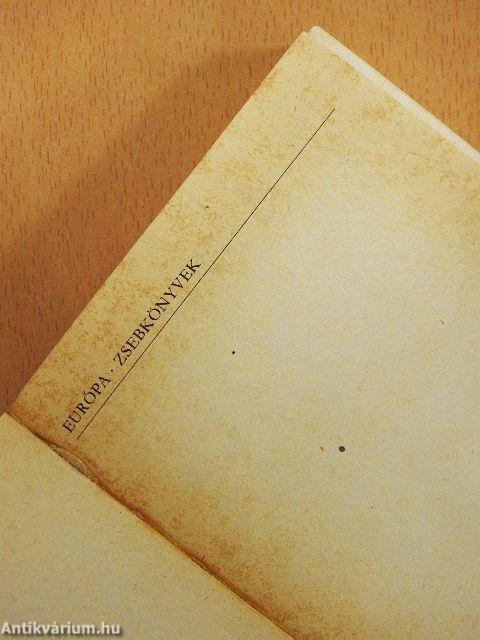 EURÓPA · ZSEBKÖNYVEK
Antikvárium.hu